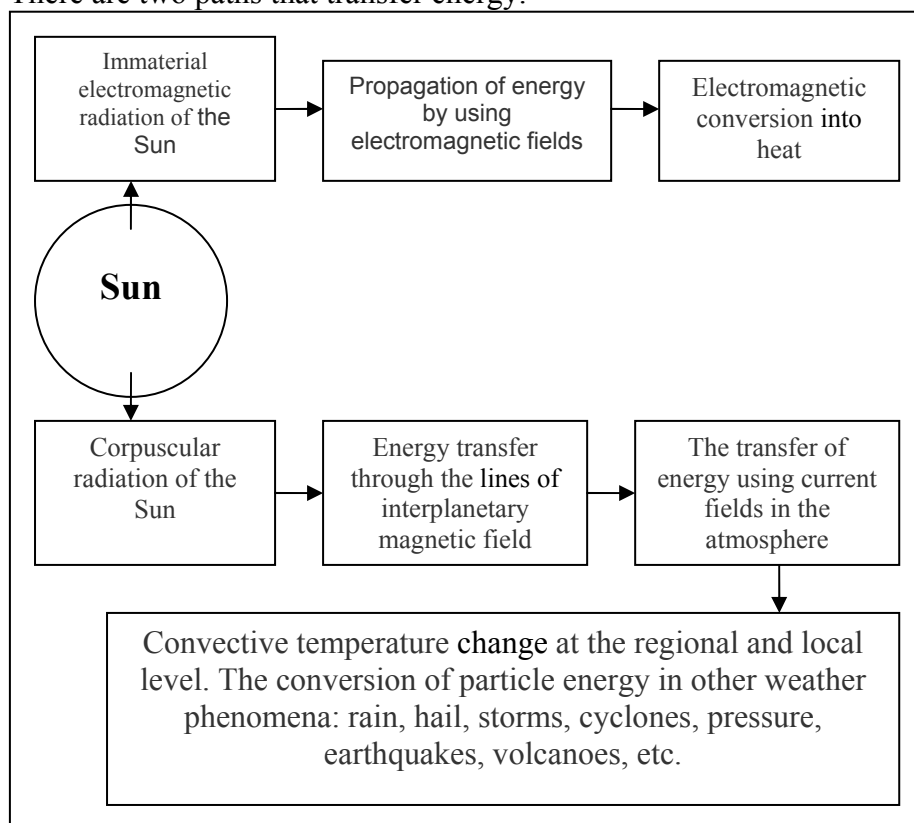 There are two paths that transfer energy:
Immaterial
electromagnetic
radiation of the
Sun
Propagation of energy
by using
electromagnetic fields
Electromagnetic
conversion into
heat
Sun
Corpuscular
radiation of the
Sun
Energy transfer
through the lines of
interplanetary
magnetic field
The transfer of
energy using current
fields in the
atmosphere
Convective temperature change at the regional and local
level. The conversion of particle energy in other weather
phenomena: rain, hail, storms, cyclones, pressure,
earthquakes, volcanoes, etc.